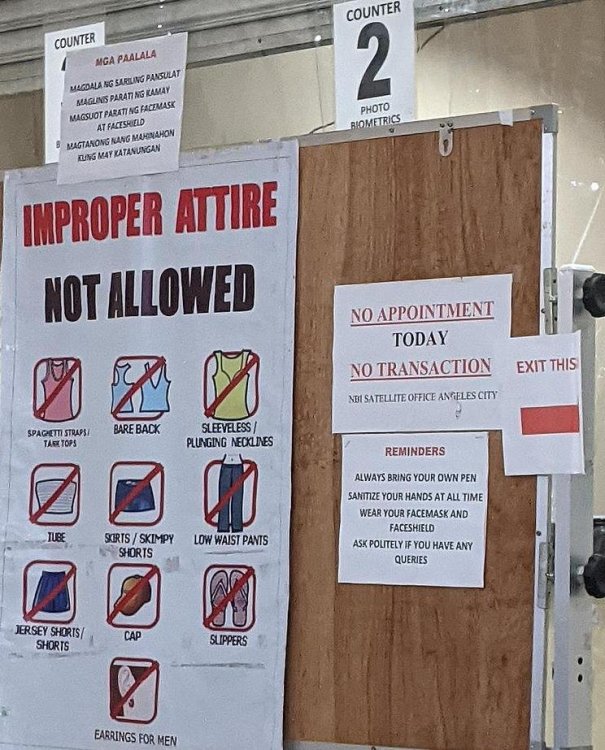 COUNTER
MGA PAALALA
MAGDALA NG SARILING PANSULAT
MAGLINIS PARATI NG KAMAY
MAGSUOT PARATI NG FACEMASK
AT FACESHIELD
MAGTANONG NANG MAHINAHON
KUNG MAY KATANUNGAN
COUNTER
2
PHOTO
BIOMETRICS
IMPROPER ATTIRE
NOT ALLOWED
SPAGHETTI STRAPS/
TANK TOPS
BARE BACK
SLEEVELESS/
PLUNGING NECKLINES
TUBE
SKIRTS / SKIMPY
SHORTS
LOW WAIST PANTS
JERSEY SHORTS/
SHORTS
CAP
SLIPPERS
EARRINGS FOR MEN
NO APPOINTMENT
TODAY
NO TRANSACTION
NBI SATELLITE OFFICE ANGELES CITY
EXIT THIS
REMINDERS
ALWAYS BRING YOUR OWN PEN
SANITIZE YOUR HANDS AT ALL TIME
WEAR YOUR FACEMASK AND
FACESHIELD
ASK POLITELY IF YOU HAVE ANY
QUERIES